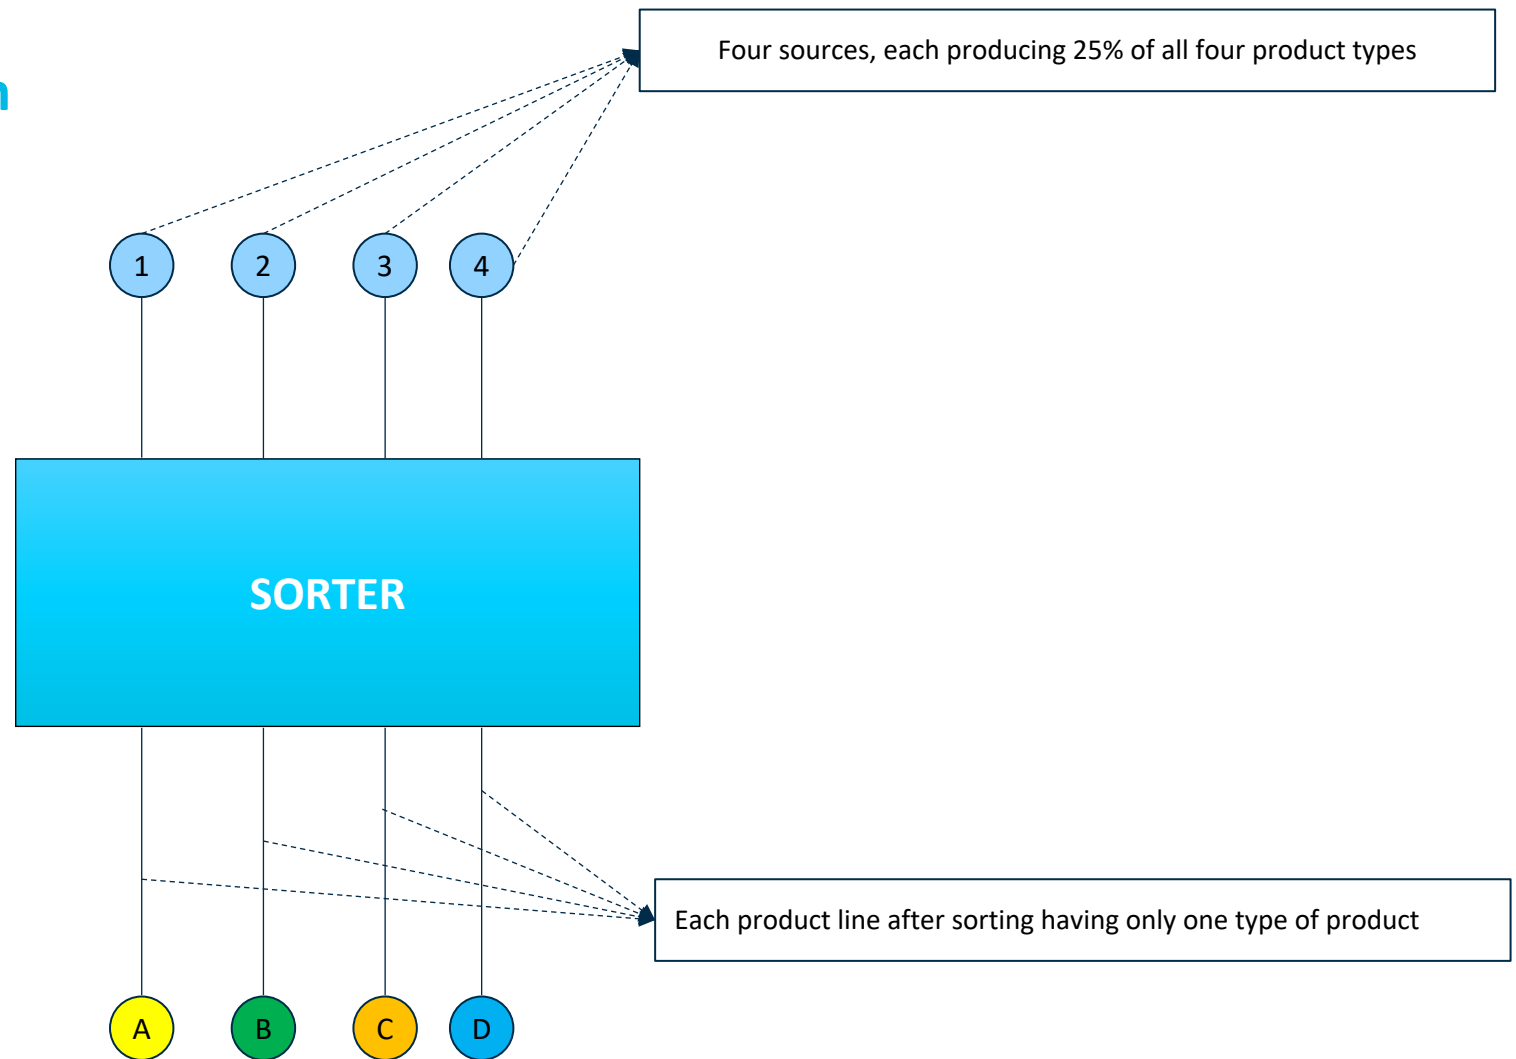 Four sources, each producing 25% of all four product types
n
1 2 3 4
SORTER
Each product line after sorting having only one type of product
A B C D